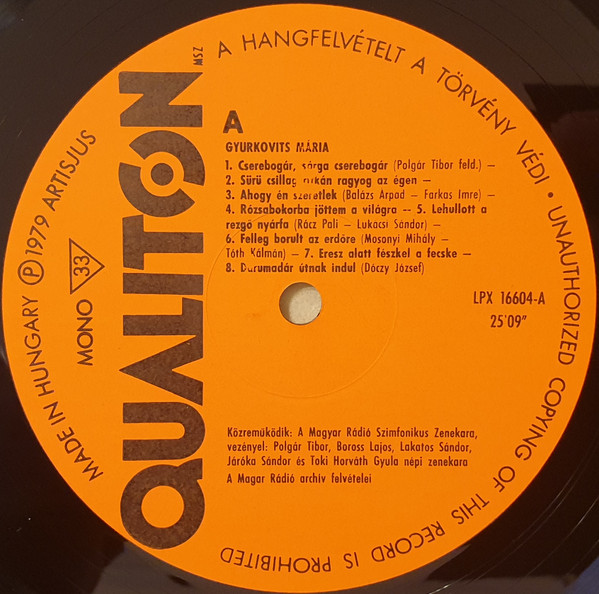 A HANGFELVÉTELT A TÖRVÉNY VÉDI • UNAUTHORIZED COPYING OF THIS RECORD IS PROHIBITED
MADE IN HUNGARY Ⓟ 1979 ARTISJUS
MONO 33
QUALITON
MSZ
A
GYURKOVITS MÁRIA
1. Cserebogár, sárga cserebogár (Polgár Tibor feld.) —
2. Sürü csillag ritkán ragyog az égen —
3. Ahogy én szeretlek (Balázs Árpád — Farkas Imre) —
4. Rózsabokorba jöttem a világra -- 5. Lehullott a
rezgő nyárfa (Rácz Pali — Lukácsi Sándor) —
6. Felleg borult az erdőre (Mosonyi Mihály —
Tóth Kálmán) — 7. Eresz alatt fészkel a fecske —
8. Darumadár útnak indul (Dóczy József)
LPX 16604-A
25'09"
Közreműködik: A Magyar Rádió Szimfonikus Zenekara,
vezényel: Polgár Tibor, Boross Lajos, Lakatos Sándor,
Járóka Sándor és Toki Horváth Gyula népi zenekara
A Magar Rádió archív felvételei